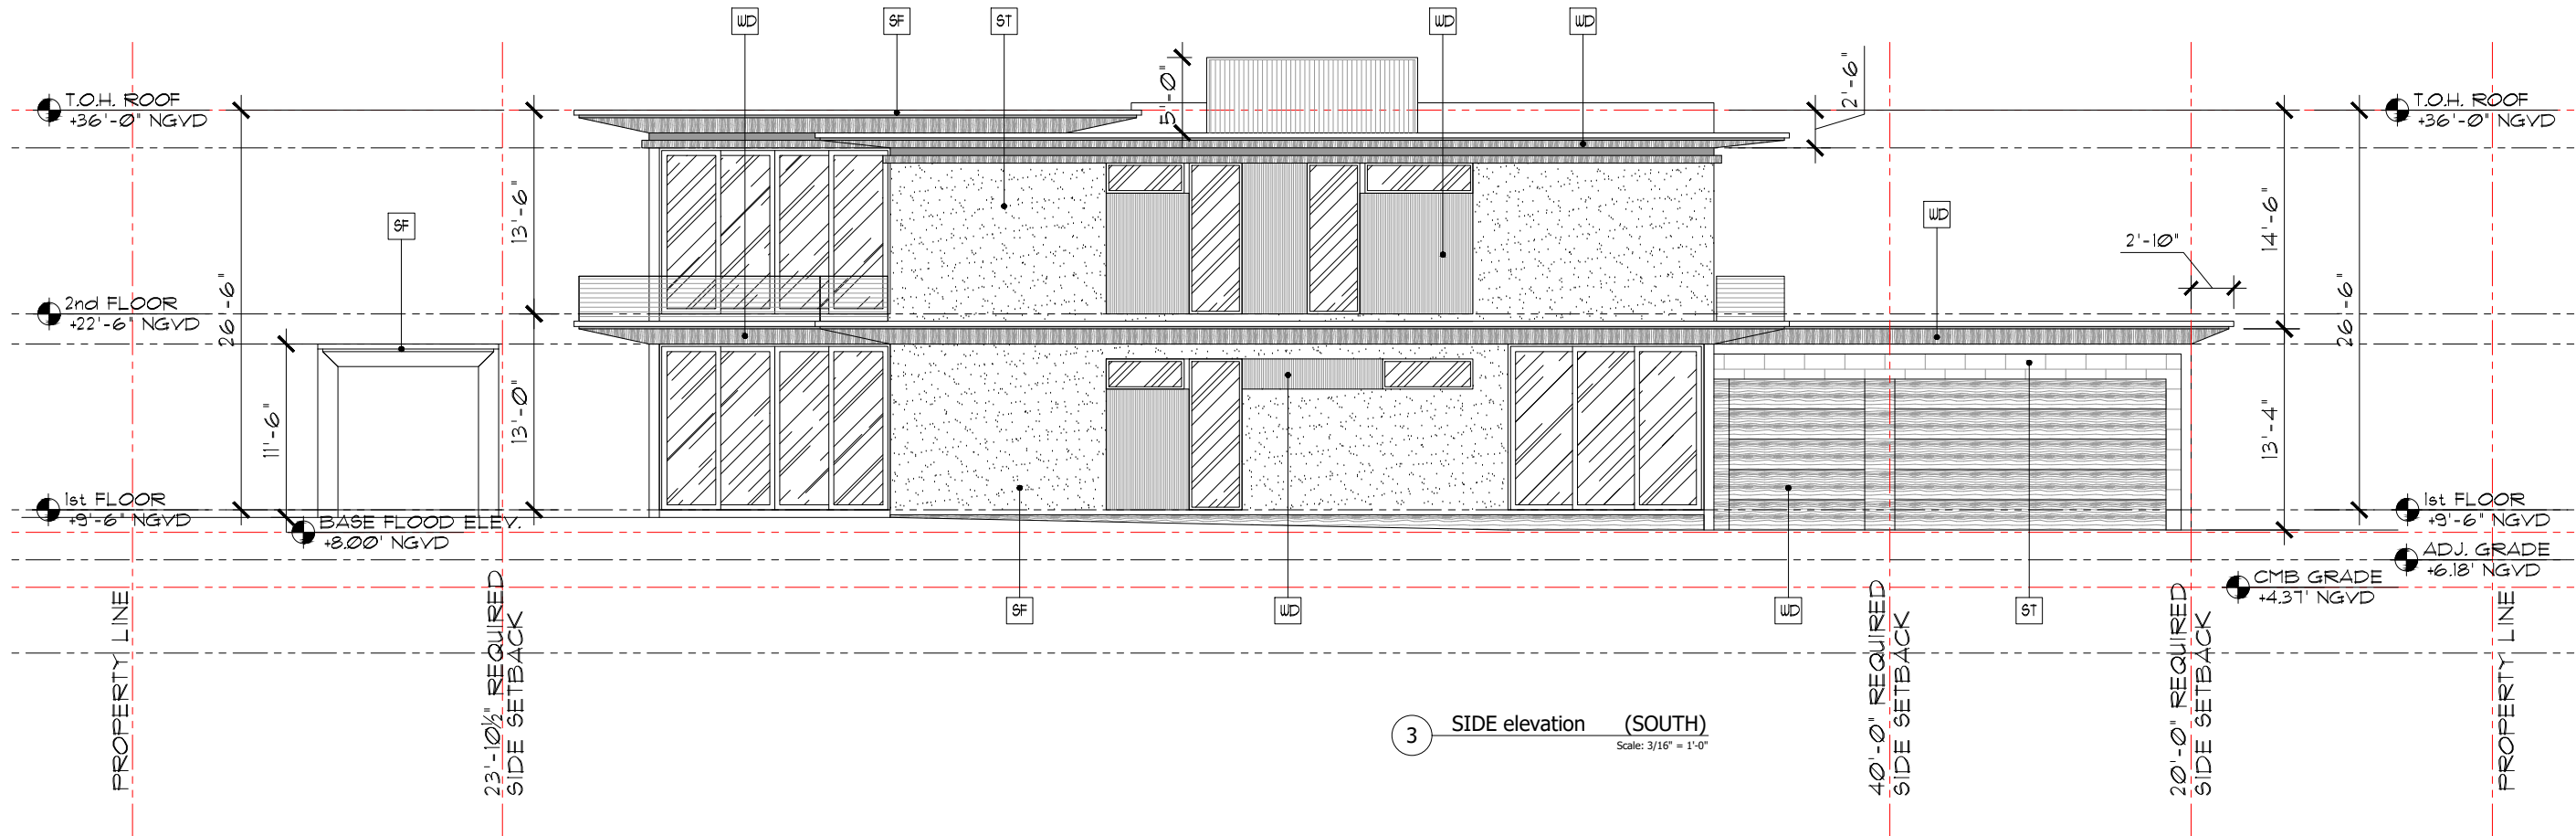 WD
SF
ST
WD
WD
2'-6"
5'-0"
T.O.H. ROOF
+36'-0" NGVD
T.O.H. ROOF
+36'-0" NGVD
SF
13'-6"
WD
14'-6"
2'-10"
26'-6"
26'-6"
2nd FLOOR
+22'-6" NGVD
11'-6"
13'-0"
13'-4"
1st FLOOR
+9'-6" NGVD
BASE FLOOD ELEV.
+8.00' NGVD
1st FLOOR
+9'-6" NGVD
ADJ. GRADE
+6.18' NGVD
CMB GRADE
+4.37' NGVD
SF
WD
WD
ST
PROPERTY LINE
23'-10½" REQUIRED
SIDE SETBACK
40'-0" REQUIRED
SIDE SETBACK
20'-0" REQUIRED
SIDE SETBACK
PROPERTY LINE
3 SIDE elevation (SOUTH)
Scale: 3/16" = 1'-0"